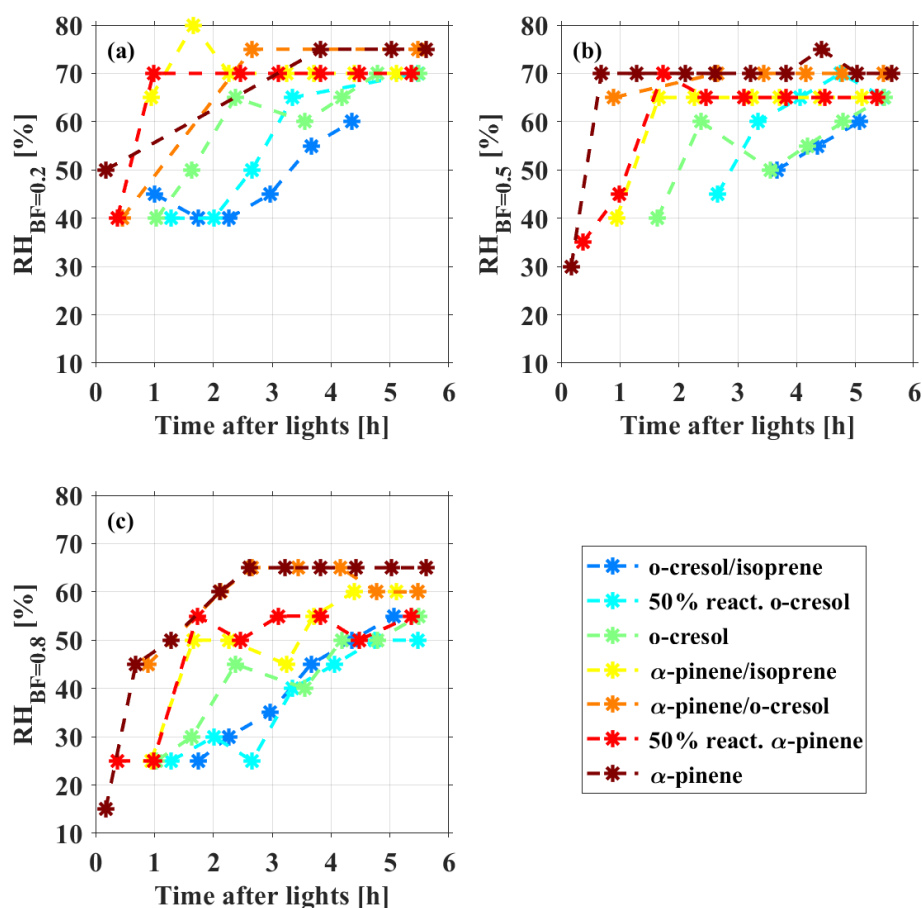 80
70
60
50
40
30
20
10
(a)
RH_BF=0.2 [%]
0 1 2 3 4 5 6
Time after lights [h]
80
70
60
50
40
30
20
10
(b)
RH_BF=0.5 [%]
0 1 2 3 4 5 6
Time after lights [h]
80
70
60
50
40
30
20
10
(c)
RH_BF=0.8 [%]
0 1 2 3 4 5 6
Time after lights [h]
o-cresol/isoprene
50% react. o-cresol
o-cresol
α-pinene/isoprene
α-pinene/o-cresol
50% react. α-pinene
α-pinene